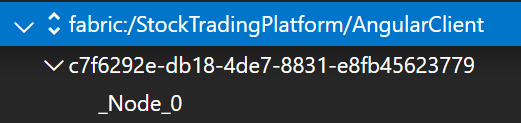 fabric:/StockTradingPlatform/AngularClient
c7f6292e-db18-4de7-8831-e8fb45623779
_Node_0